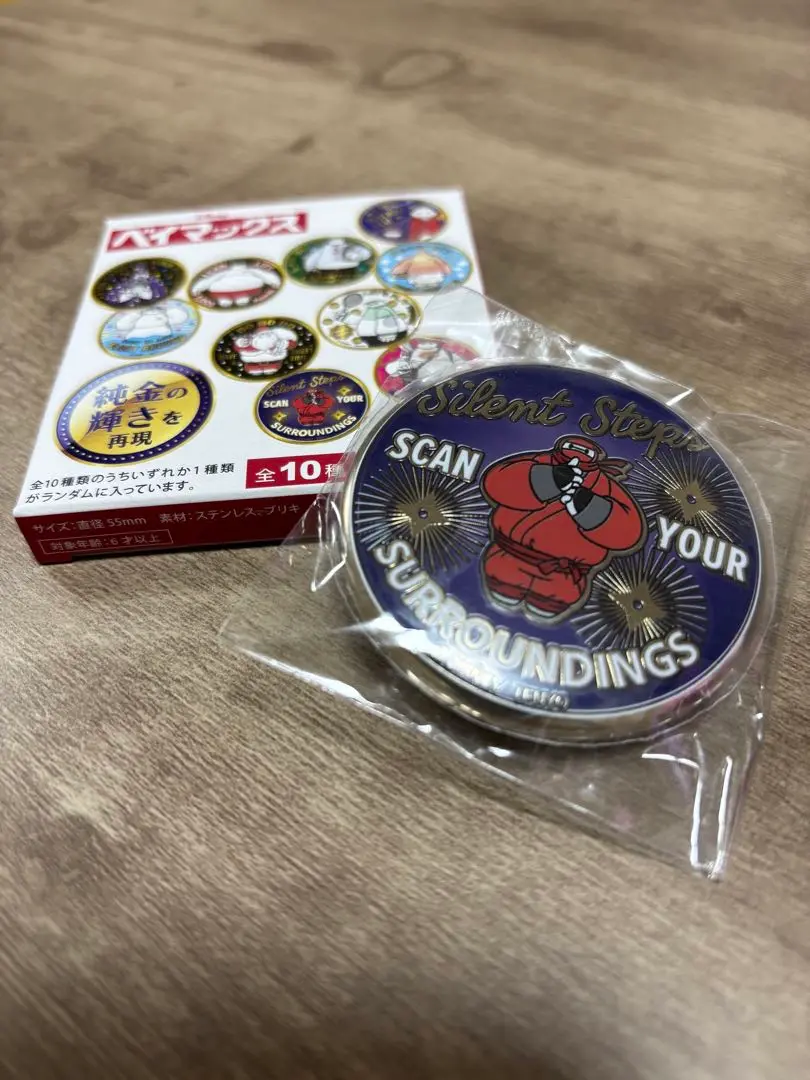 ベイマックス
Silent Steps
SCAN YOUR
SURROUNDINGS
純金の
輝きを
再現
全10種類のうちいずれか1種類
がランダムに入っています。
全10種
サイズ:直径55mm 素材:ステンレス、ブリキ
対象年齢:6才以上
Silent Steps
SCAN
YOUR
SURROUNDINGS